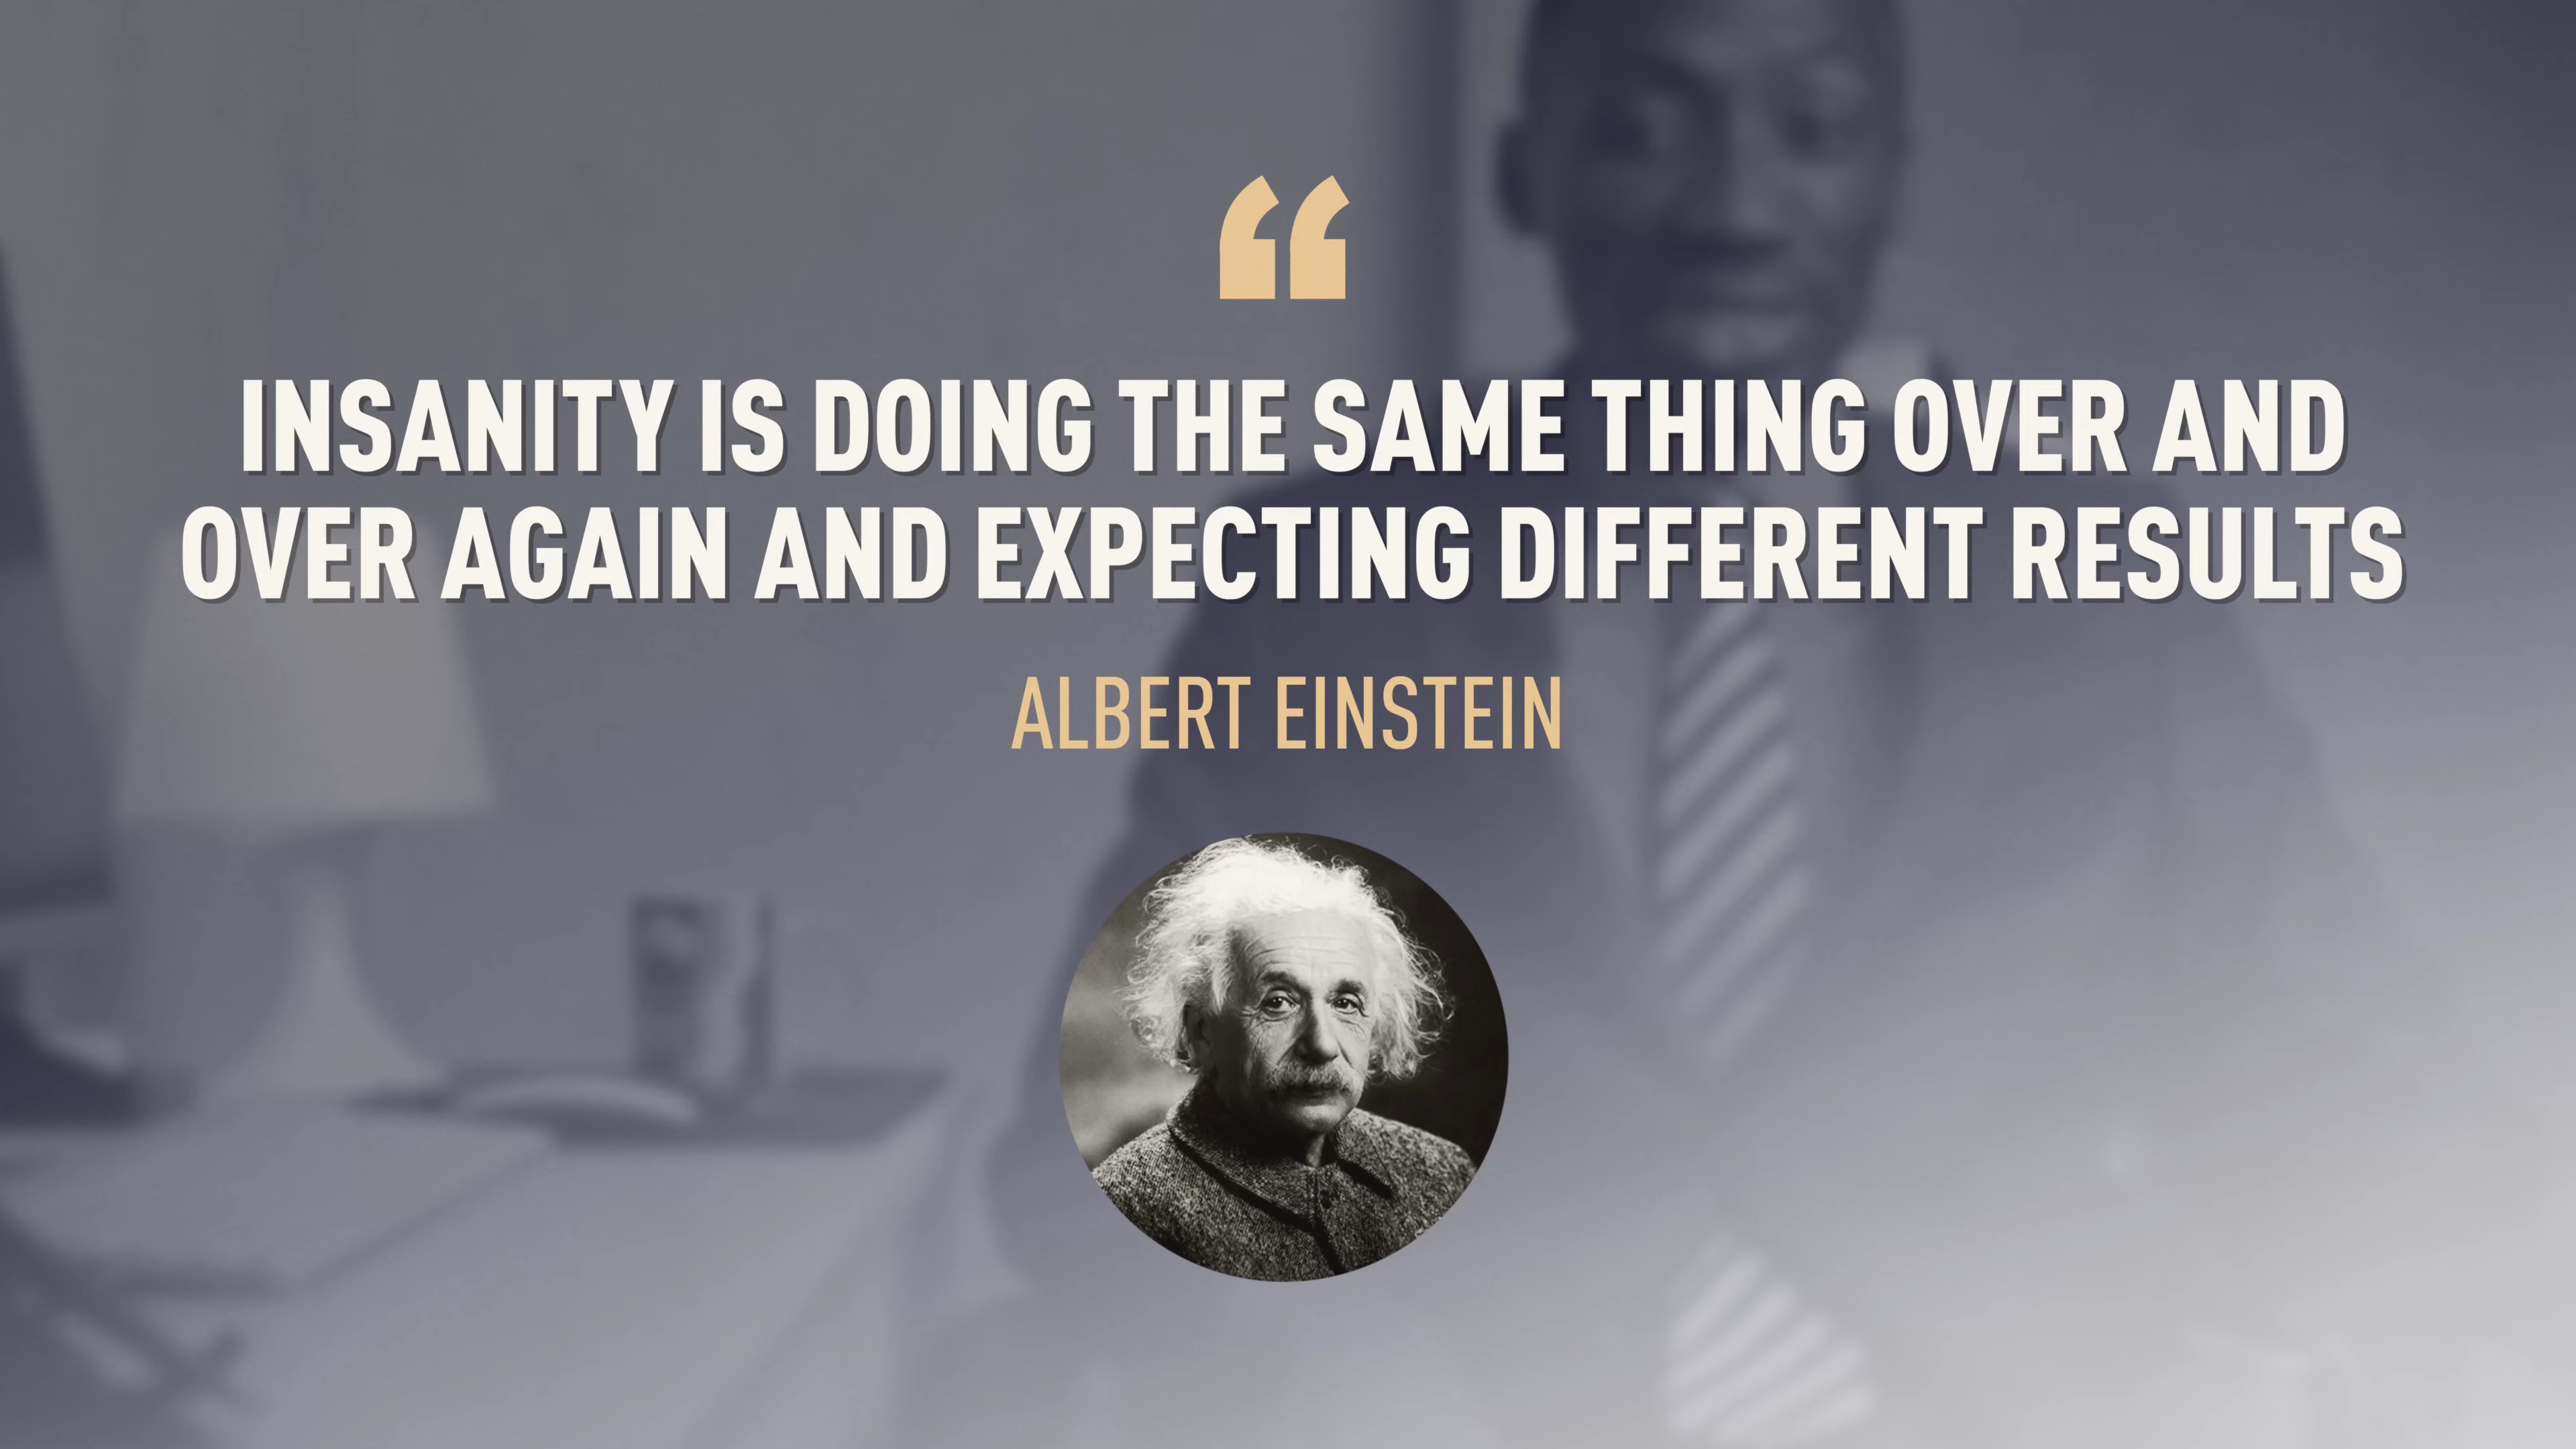 “
INSANITY IS DOING THE SAME THING OVER AND
OVER AGAIN AND EXPECTING DIFFERENT RESULTS
ALBERT EINSTEIN